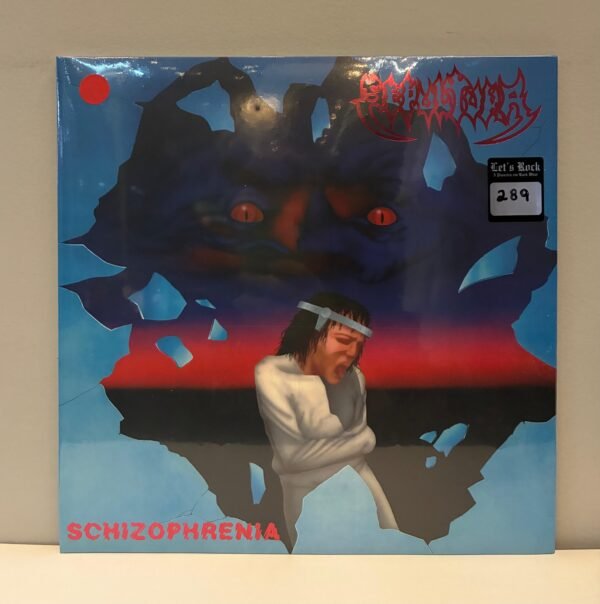 SEPULTURA
Let's Rock
289
SCHIZOPHRENIA